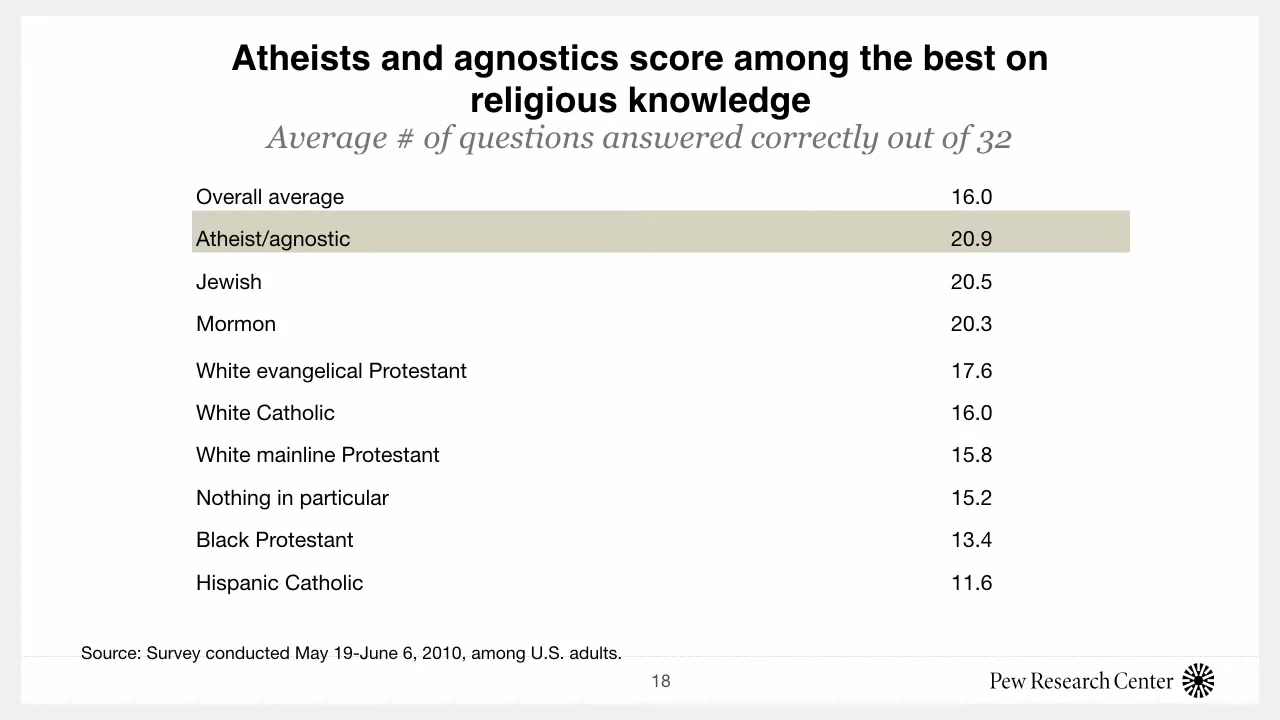 Atheists and agnostics score among the best on
religious knowledge
Average # of questions answered correctly out of 32
Overall average 16.0
Atheist/agnostic 20.9
Jewish 20.5
Mormon 20.3
White evangelical Protestant 17.6
White Catholic 16.0
White mainline Protestant 15.8
Nothing in particular 15.2
Black Protestant 13.4
Hispanic Catholic 11.6
Source: Survey conducted May 19-June 6, 2010, among U.S. adults.
18
Pew Research Center